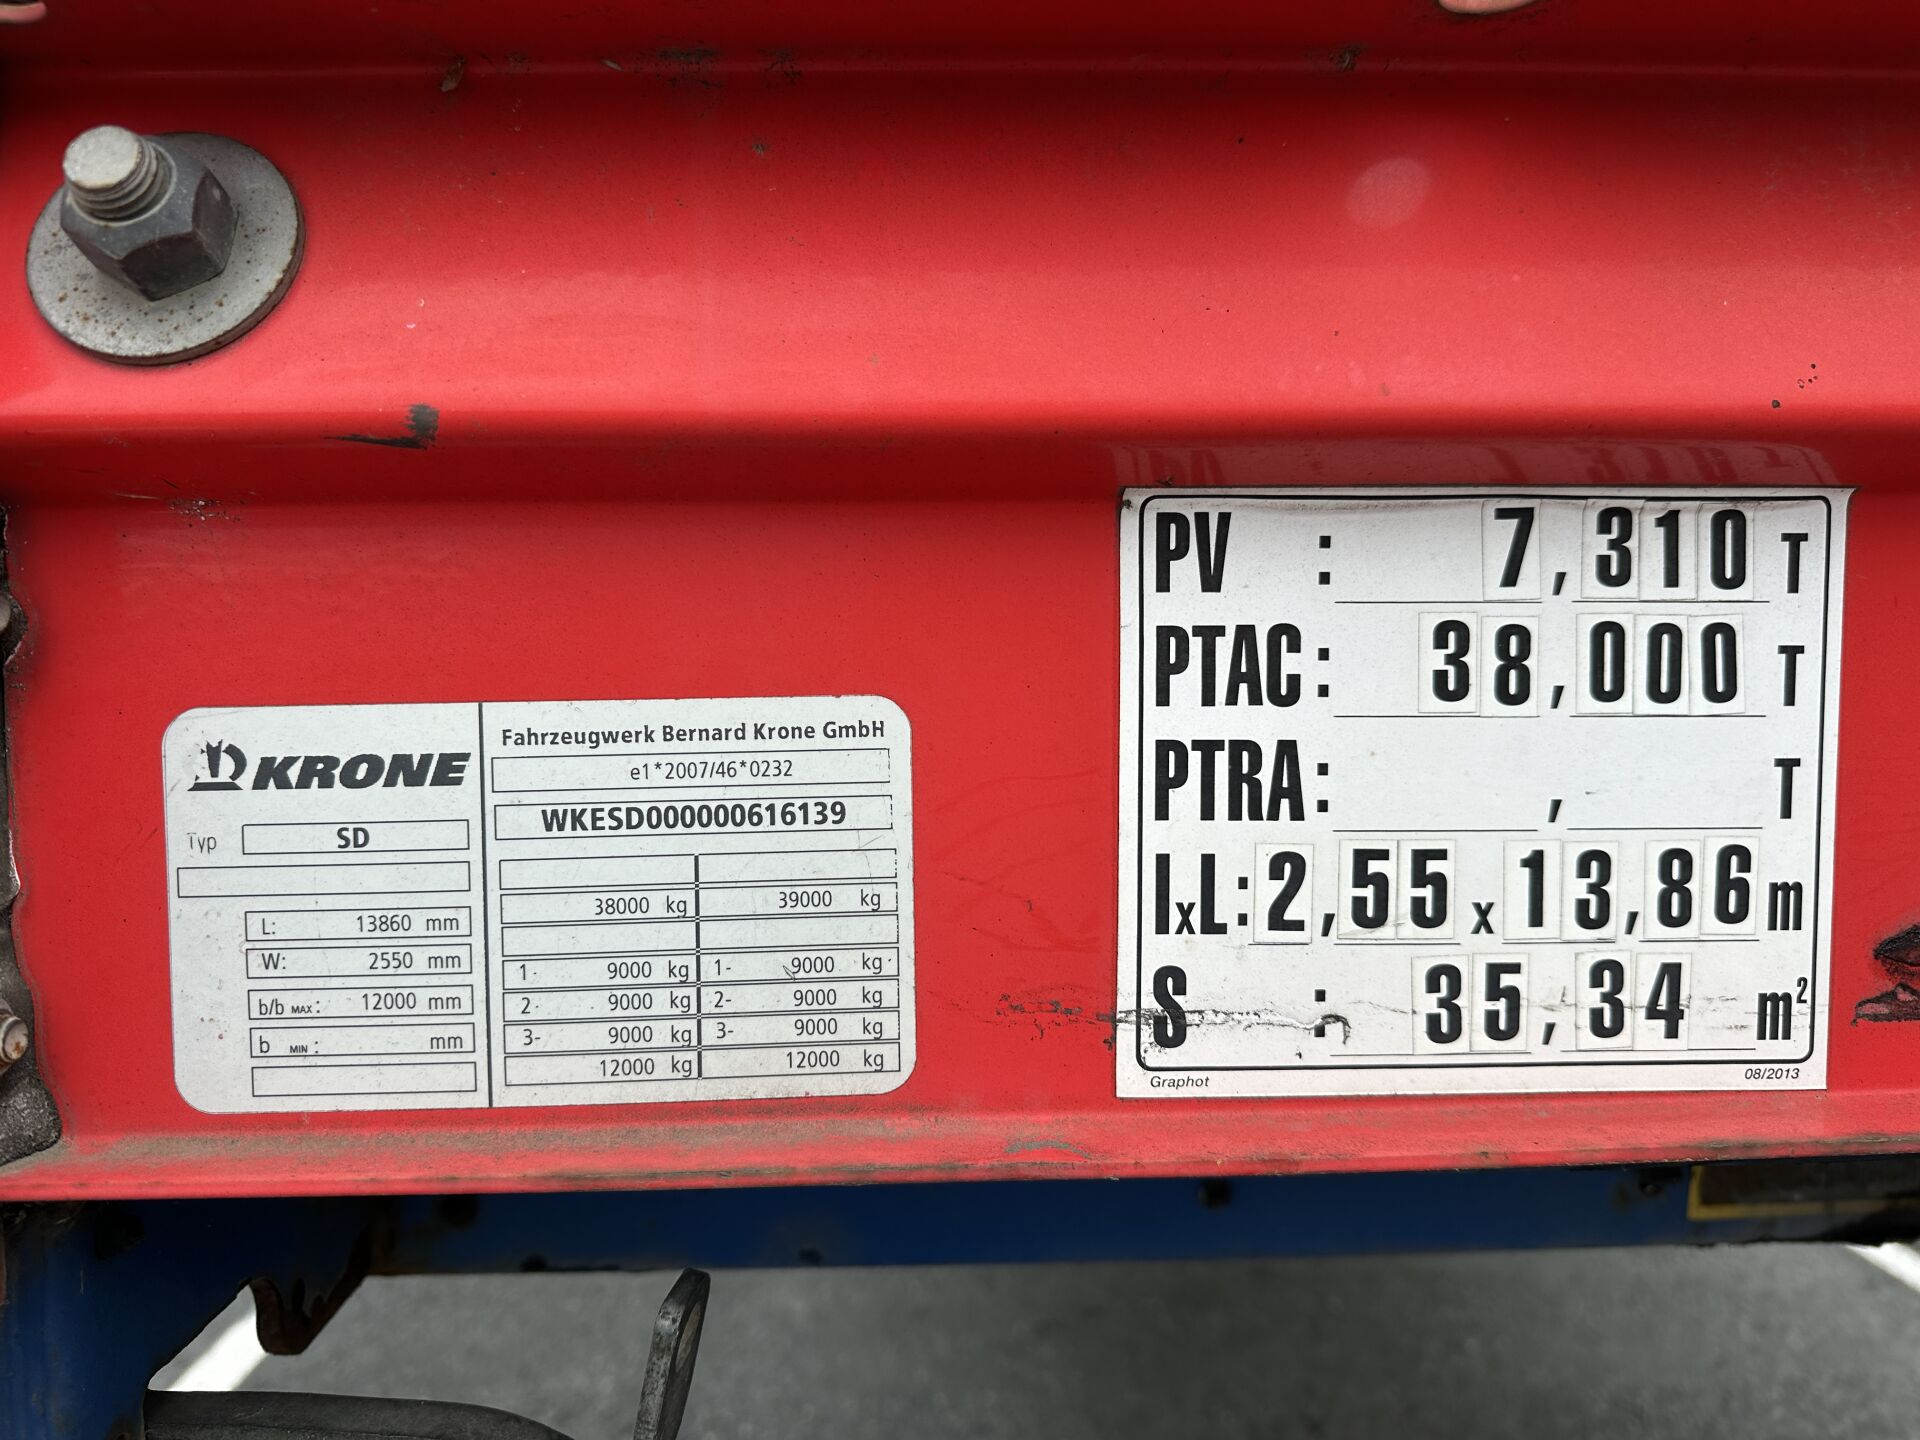 KRONE
Typ SD
L: 13860 mm
W: 2550 mm
b/b MAX: 12000 mm
b MIN: mm
Fahrzeugwerk Bernard Krone GmbH
e1*2007/46*0232
WKESD000000616139
38000 kg 39000 kg
1- 9000 kg 1- 9000 kg
2- 9000 kg 2- 9000 kg
3- 9000 kg 3- 9000 kg
12000 kg 12000 kg
PV : 7,310 T
PTAC: 38,000 T
PTRA: , T
lxL: 2,55 x 13,86 m
S : 35,34 m²
Graphot 08/2013